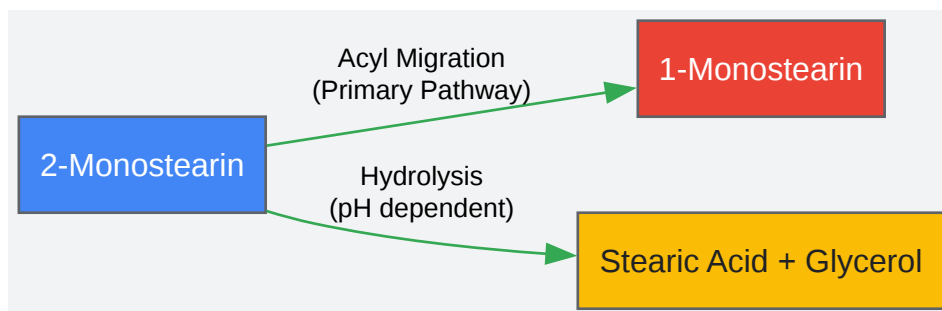 Acyl Migration
(Primary Pathway)
1-Monostearin
2-Monostearin
Hydrolysis
(pH dependent)
Stearic Acid + Glycerol